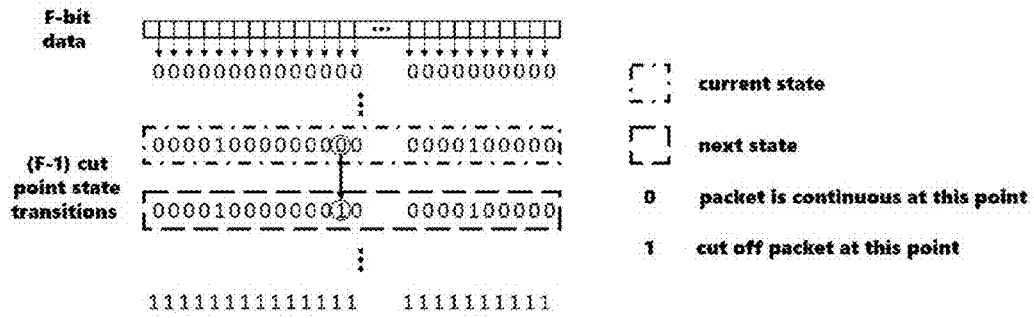 F-bit
data
...
00000000000000 0000000000
...
00001000000000 0000100000
(F-1) cut
point state
transitions
00001000000010 0000100000
...
11111111111111 1111111111
current state
next state
0 packet is continuous at this point
1 cut off packet at this point